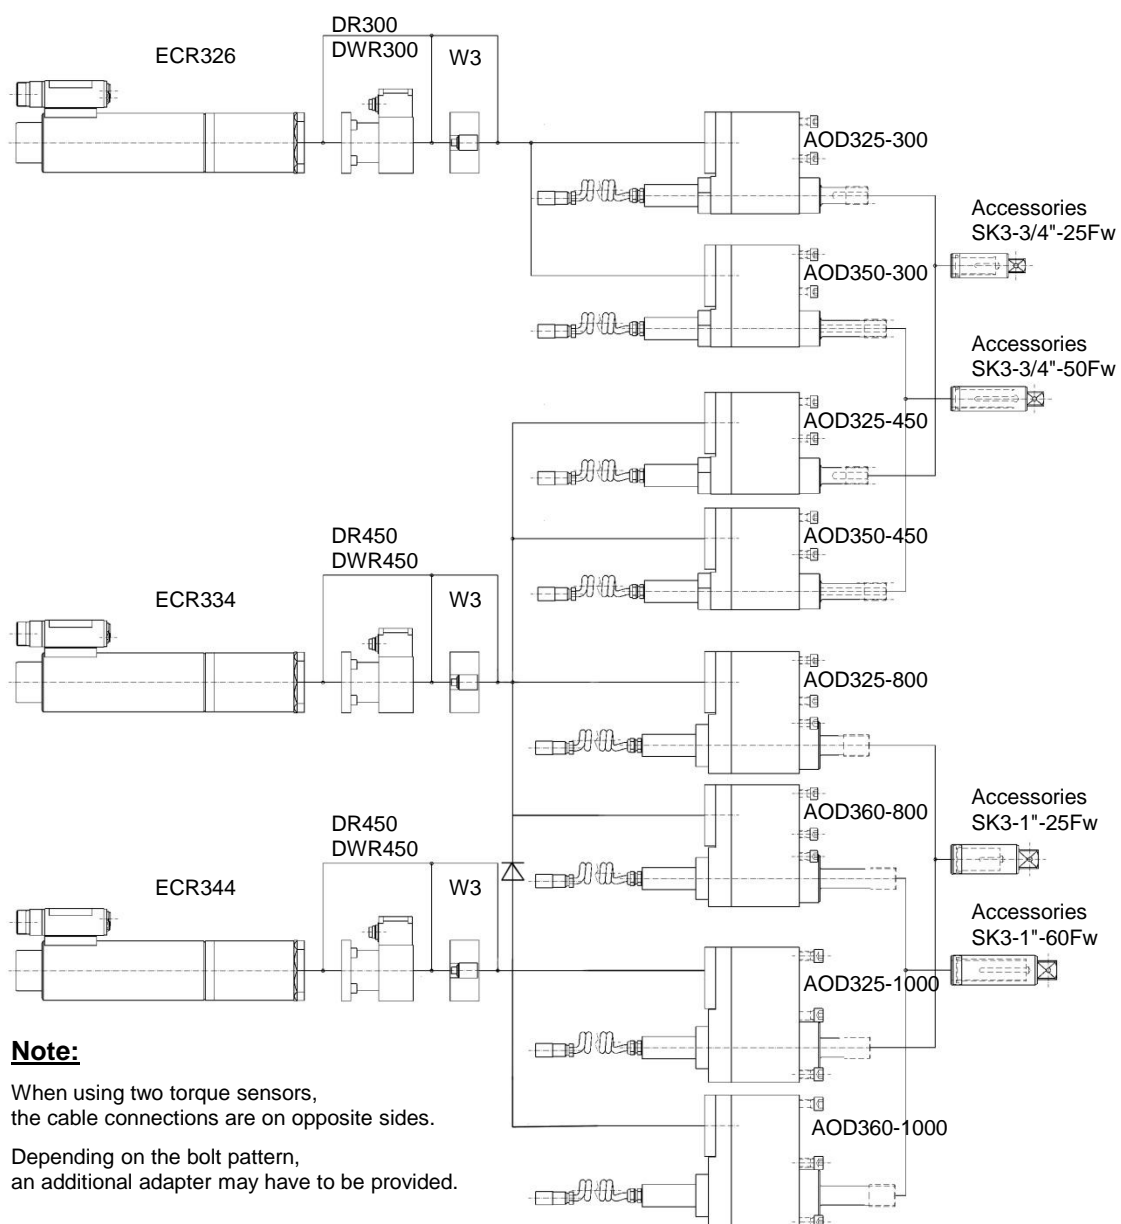 DR300
DWR300
ECR326
W3
AOD325-300
Accessories
SK3-3/4"-25Fw
AOD350-300
Accessories
SK3-3/4"-50Fw
AOD325-450
DR450
DWR450
AOD350-450
ECR334
W3
AOD325-800
Accessories
SK3-1"-25Fw
AOD360-800
DR450
DWR450
ECR344
W3
Accessories
SK3-1"-60Fw
AOD325-1000
Note:
When using two torque sensors,
the cable connections are on opposite sides.
AOD360-1000
Depending on the bolt pattern,
an additional adapter may have to be provided.